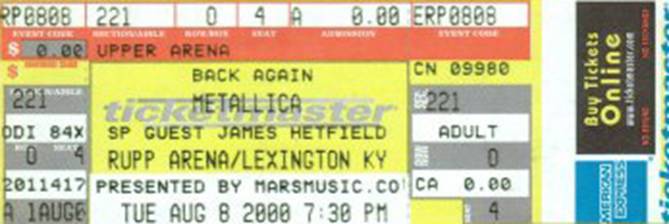 RP0808 221 O 4 A 0.00 ERP0808
EVENT CODE SECTION/AISLE ROW/BOX SEAT ADMISSION EVENT CODE
$ 0.00 UPPER ARENA
$ BACK AGAIN CN 09980
221 METALLICA SEC 221
ticketmaster
ODI 84X SP GUEST JAMES HETFIELD ADULT
O 4 RUPP ARENA/LEXINGTON KY O
2011417 PRESENTED BY MARSMUSIC.CO CA 0.00
A 1AUG0 TUE AUG 8 2000 7:30 PM 4
Buy Tickets
Online
www.ticketmaster.com
AMERICAN
EXPRESS